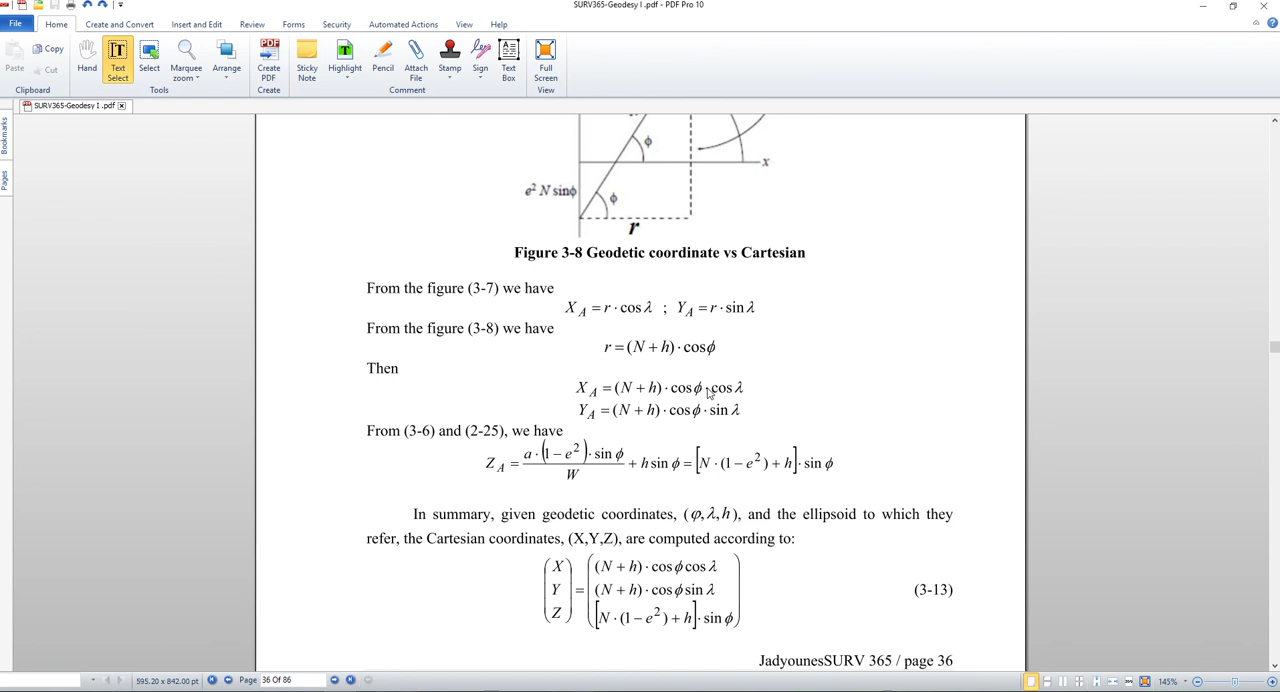 SURV365-Geodesy I .pdf - PDF Pro 10
File Home Create and Convert Insert and Edit Review Forms Security Automated Actions View Help
Paste Copy Cut Hand Text Select Select Marquee zoom Arrange Create PDF Sticky Note Highlight Pencil Attach File Stamp Sign Text Box Full Screen
Clipboard Tools Create Comment View
SURV365-Geodesy I .pdf
Bookmarks
Pages
ϕ
x
e² N sinϕ
ϕ
r
Figure 3-8 Geodetic coordinate vs Cartesian
From the figure (3-7) we have
X_A = r · cos λ ; Y_A = r · sin λ
From the figure (3-8) we have
r = (N + h) · cosϕ
Then
X_A = (N + h) · cosϕ · cos λ
Y_A = (N + h) · cosϕ · sin λ
From (3-6) and (2-25), we have
Z_A = a · (1 − e²) · sin ϕ / W + h sin ϕ = [N · (1 − e²) + h] · sin ϕ
In summary, given geodetic coordinates, (φ, λ, h), and the ellipsoid to which they
refer, the Cartesian coordinates, (X,Y,Z), are computed according to:
X (N + h) · cosϕ cos λ
Y = (N + h) · cosϕ sin λ (3-13)
Z [N · (1 − e²) + h] · sin ϕ
JadyounesSURV 365 / page 36
595.20 x 842.00 pt Page 36 Of 86 145%